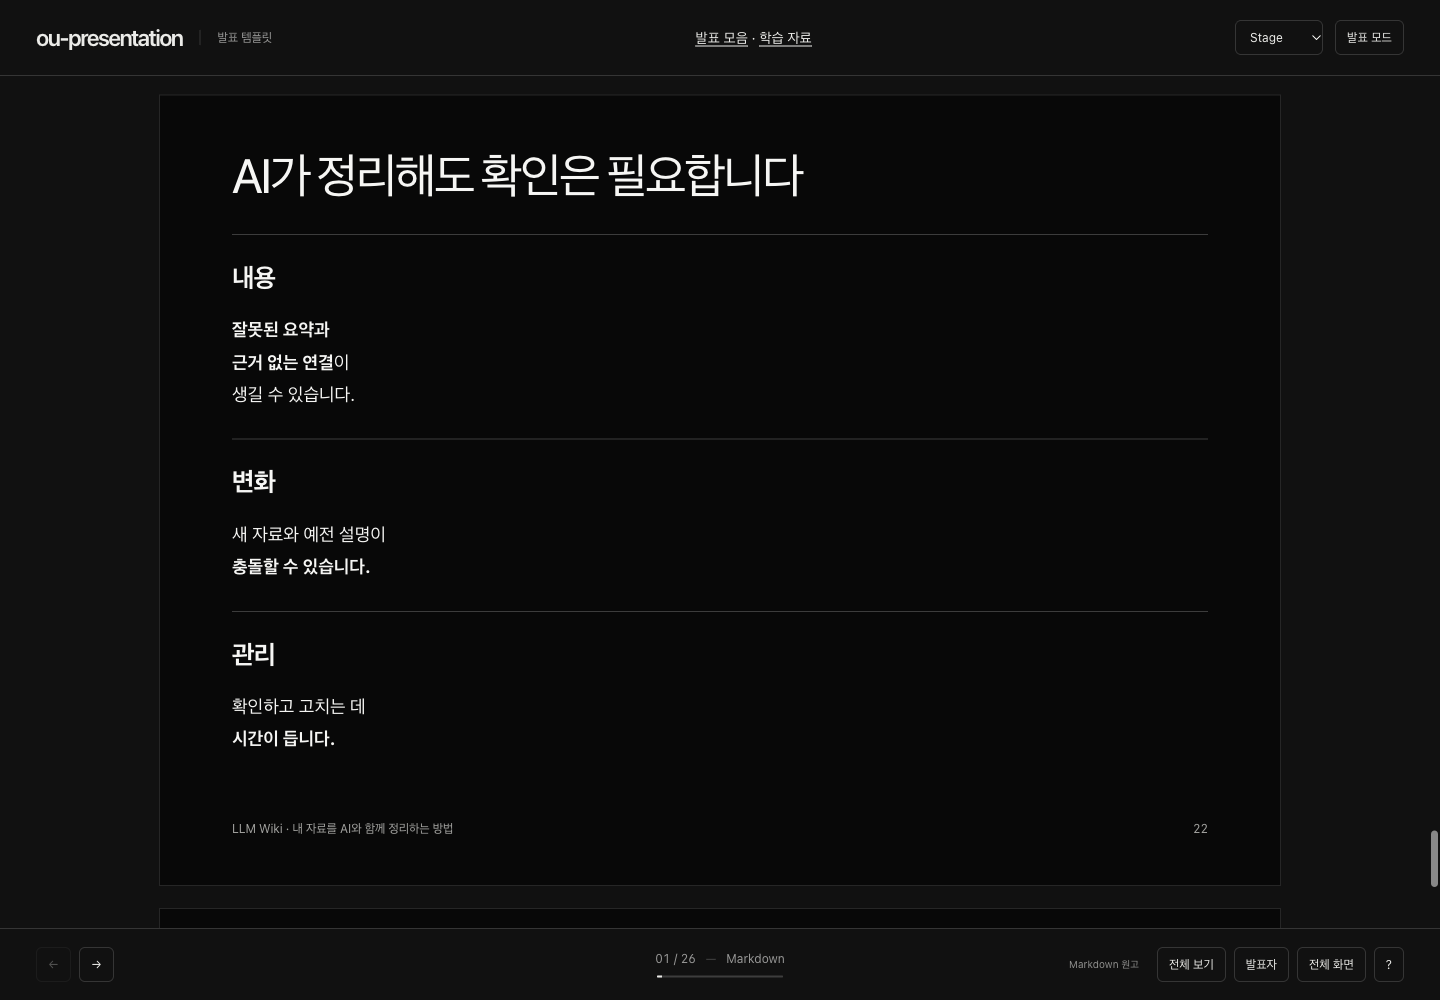 ou-presentation
발표 템플릿
발표 모음 · 학습 자료
Stage
발표 모드
AI가 정리해도 확인은 필요합니다
내용
잘못된 요약과
근거 없는 연결이
생길 수 있습니다.
변화
새 자료와 예전 설명이
충돌할 수 있습니다.
관리
확인하고 고치는 데
시간이 듭니다.
LLM Wiki · 내 자료를 AI와 함께 정리하는 방법
22
←
→
01 / 26 — Markdown
Markdown 원고
전체 보기
발표자
전체 화면
?